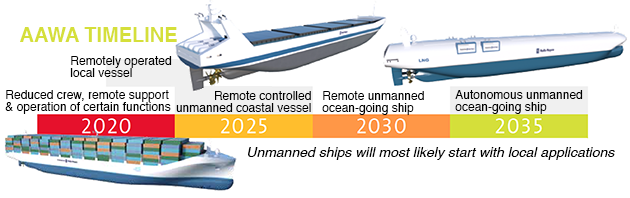 AAWA TIMELINE
Remotely operated
local vessel
Reduced crew, remote support
& operation of certain functions
Remote controlled
unmanned coastal vessel
Remote unmanned
ocean-going ship
Autonomous unmanned
ocean-going ship
2020
2025
2030
2035
Unmanned ships will most likely start with local applications
LNG